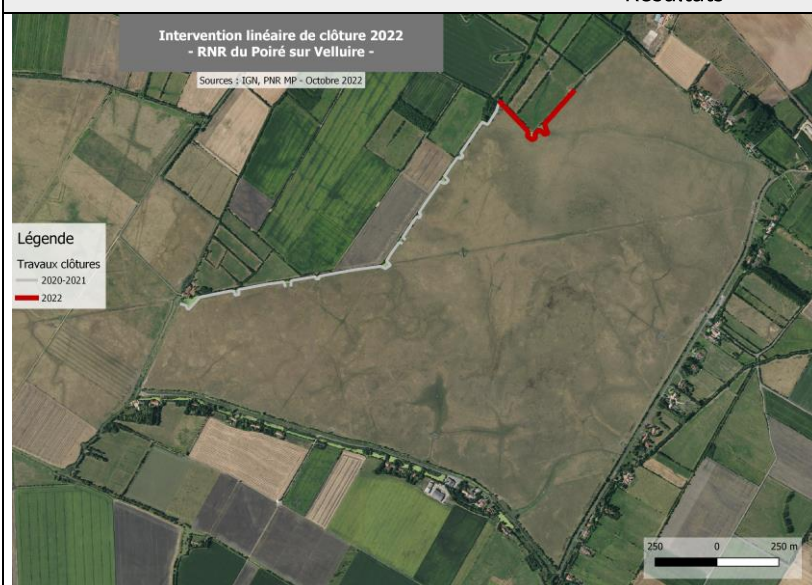 Résultats
Intervention linéaire de clôture 2022
- RNR du Poiré sur Velluire -
Sources : IGN, PNR MP - Octobre 2022
Légende
Travaux clôtures
2020-2021
2022
250 0 250 m